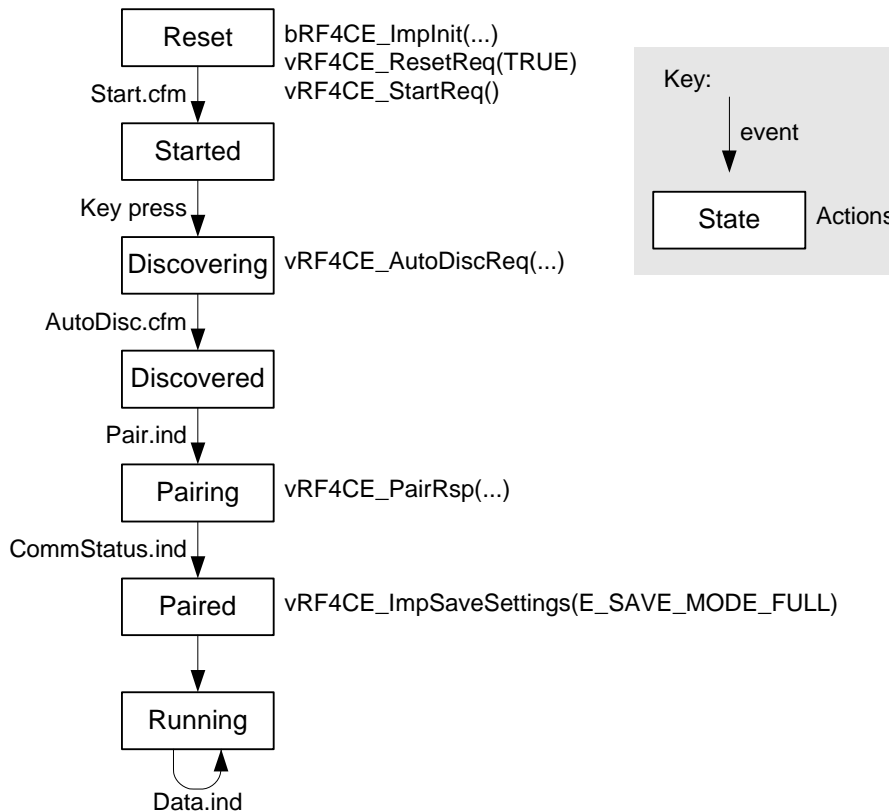 Reset
bRF4CE_ImpInit(...)
vRF4CE_ResetReq(TRUE)
vRF4CE_StartReq()
Start.cfm
Started
Key press
Discovering
vRF4CE_AutoDiscReq(...)
AutoDisc.cfm
Discovered
Pair.ind
Pairing
vRF4CE_PairRsp(...)
CommStatus.ind
Paired
vRF4CE_ImpSaveSettings(E_SAVE_MODE_FULL)
Running
Data.ind
Key:
event
State
Actions